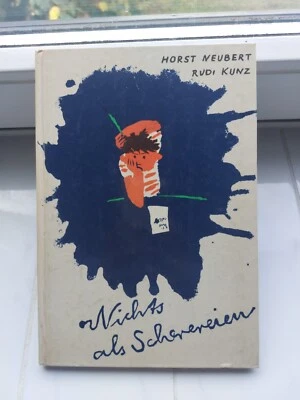 HORST NEUBERT
RUDI KUNZ
Nichts
als Scherereien